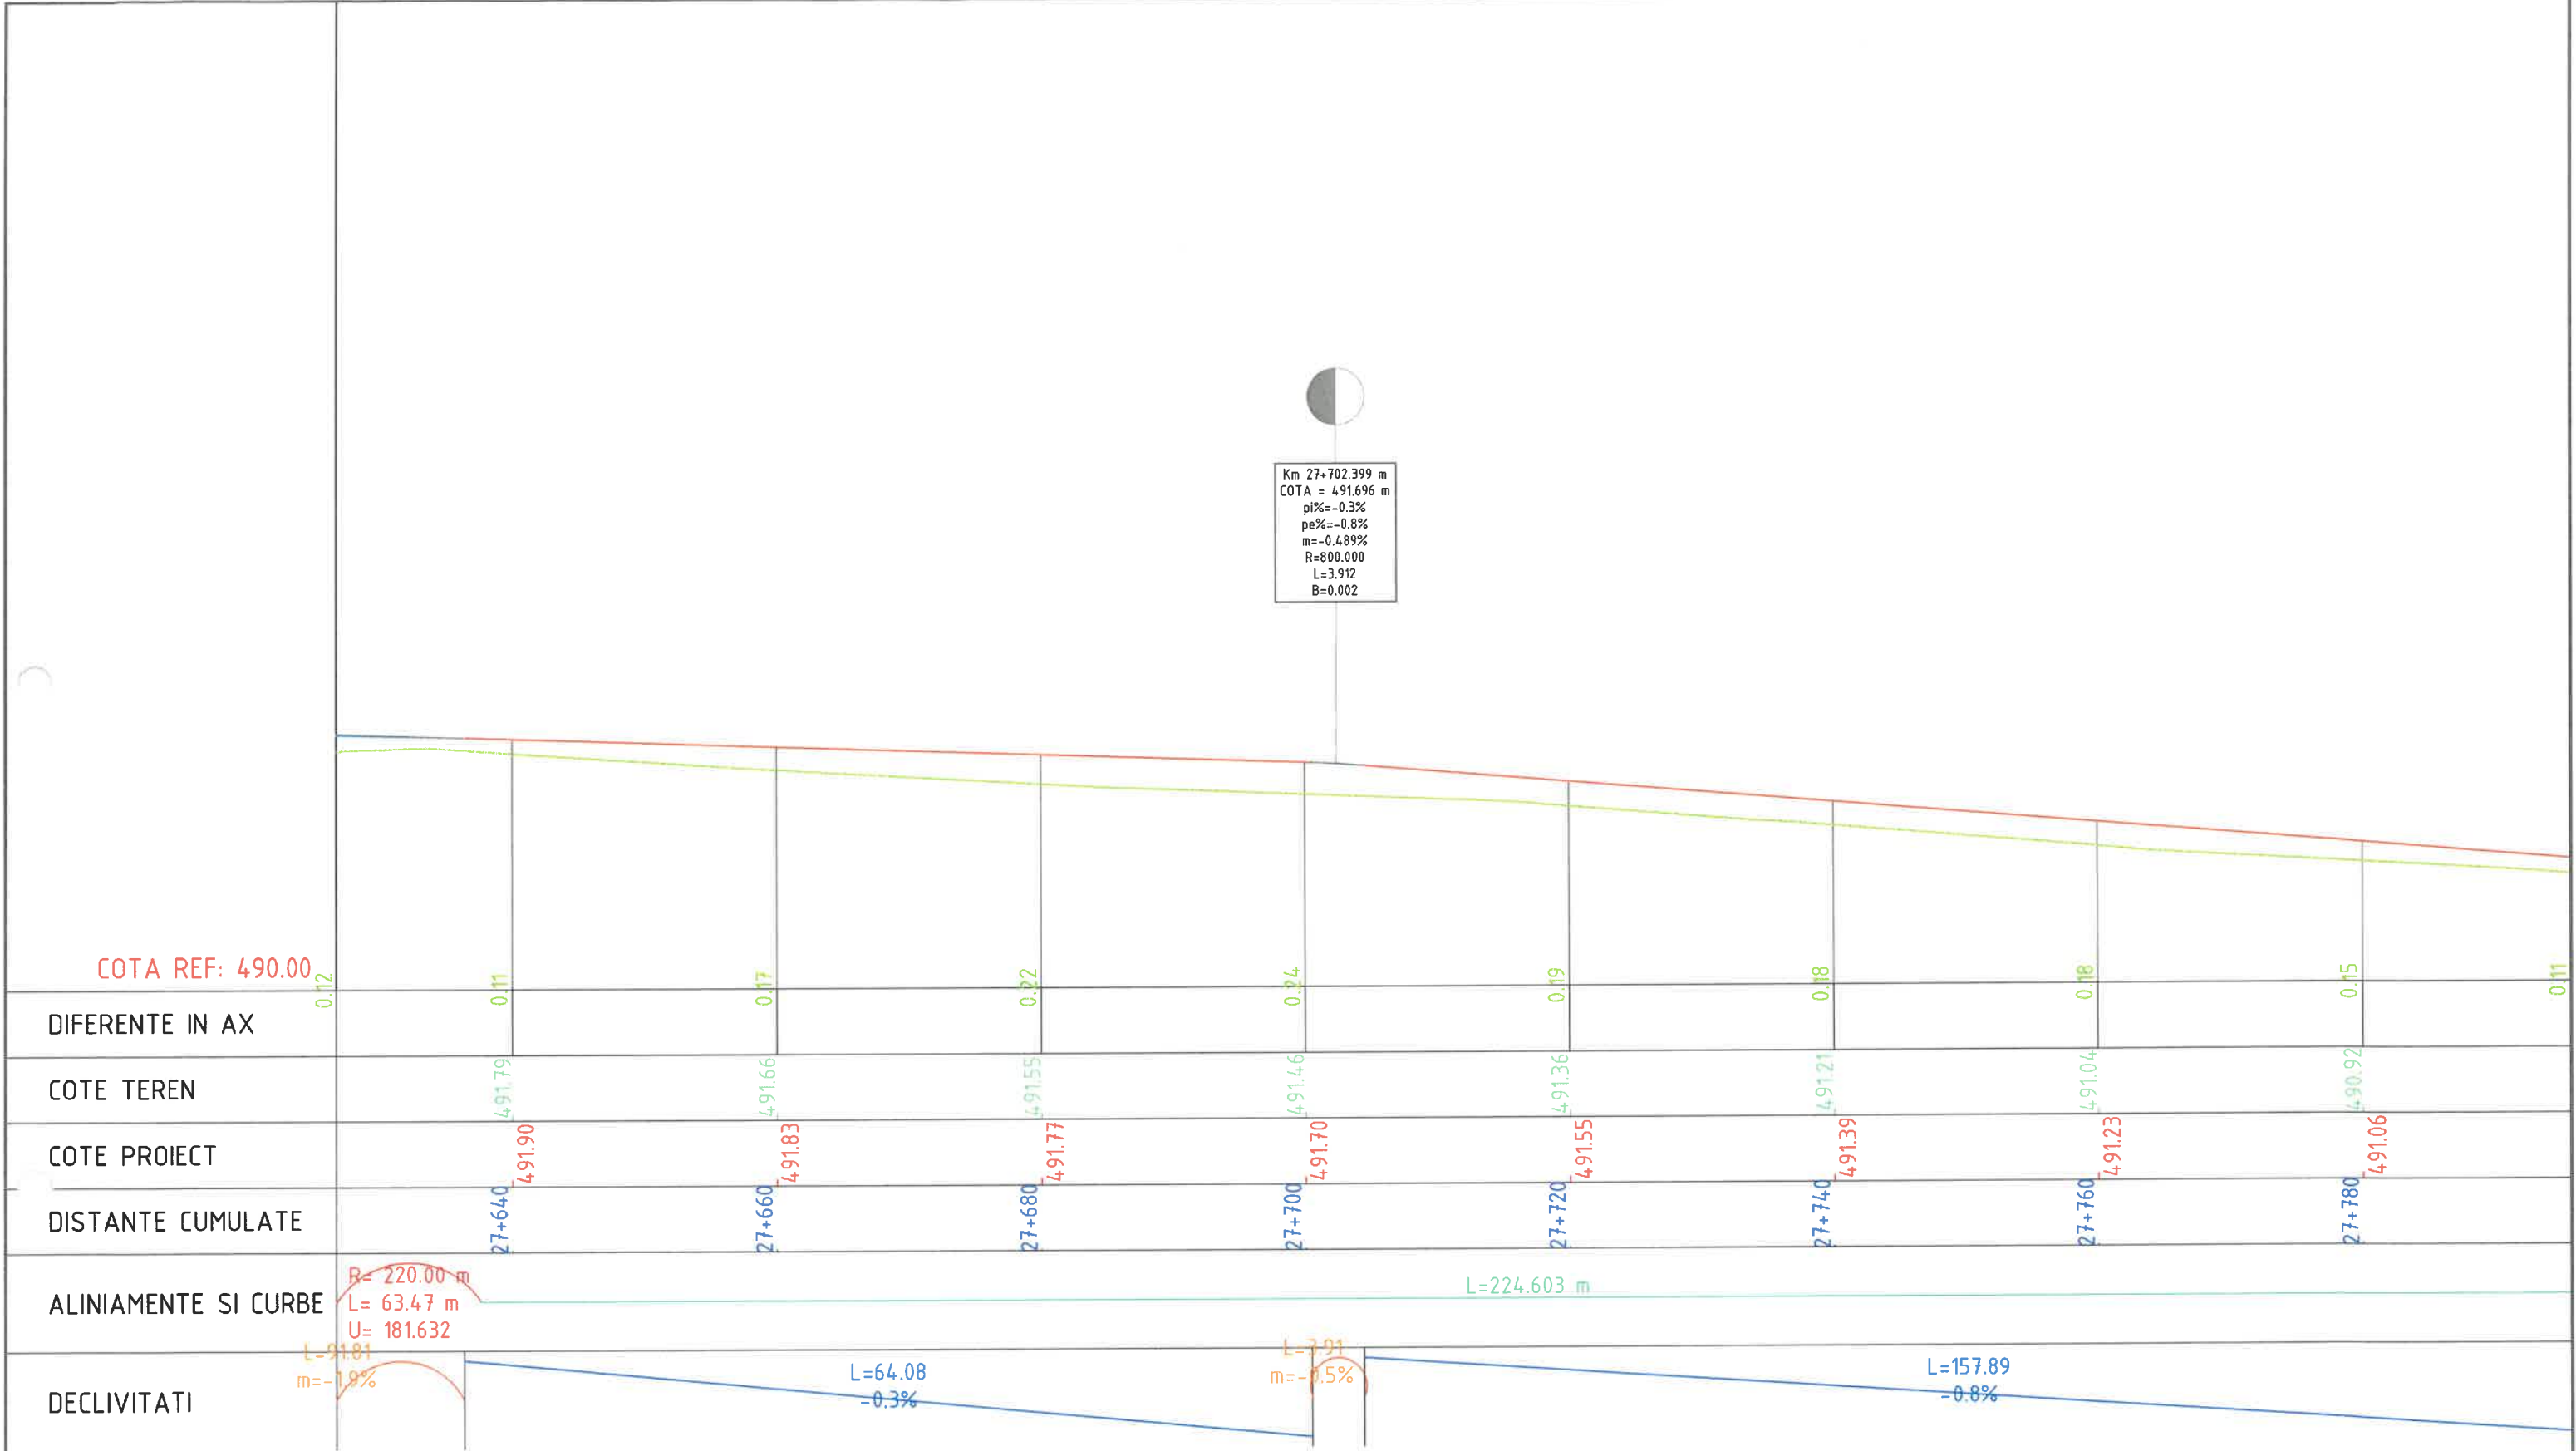 Km 27+702.399 m
COTA = 491.696 m
pi%=-0.3%
pe%=-0.8%
m=-0.489%
R=800.000
L=3.912
B=0.002
COTA REF: 490.00
0.12 0.11 0.17 0.22 0.24 0.19 0.18 0.18 0.15 0.11
DIFERENTE IN AX
COTE TEREN 491.79 491.66 491.55 491.46 491.36 491.21 491.04 490.92
COTE PROIECT 491.90 491.83 491.77 491.70 491.55 491.39 491.23 491.06
DISTANTE CUMULATE 27+640 27+660 27+680 27+700 27+720 27+740 27+760 27+780
ALINIAMENTE SI CURBE
R= 220.00 m
L= 63.47 m
U= 181.632
L=224.603 m
DECLIVITATI
L=91.81
m=-1.9%
L=64.08
-0.3%
L=3.91
m=-0.5%
L=157.89
-0.8%